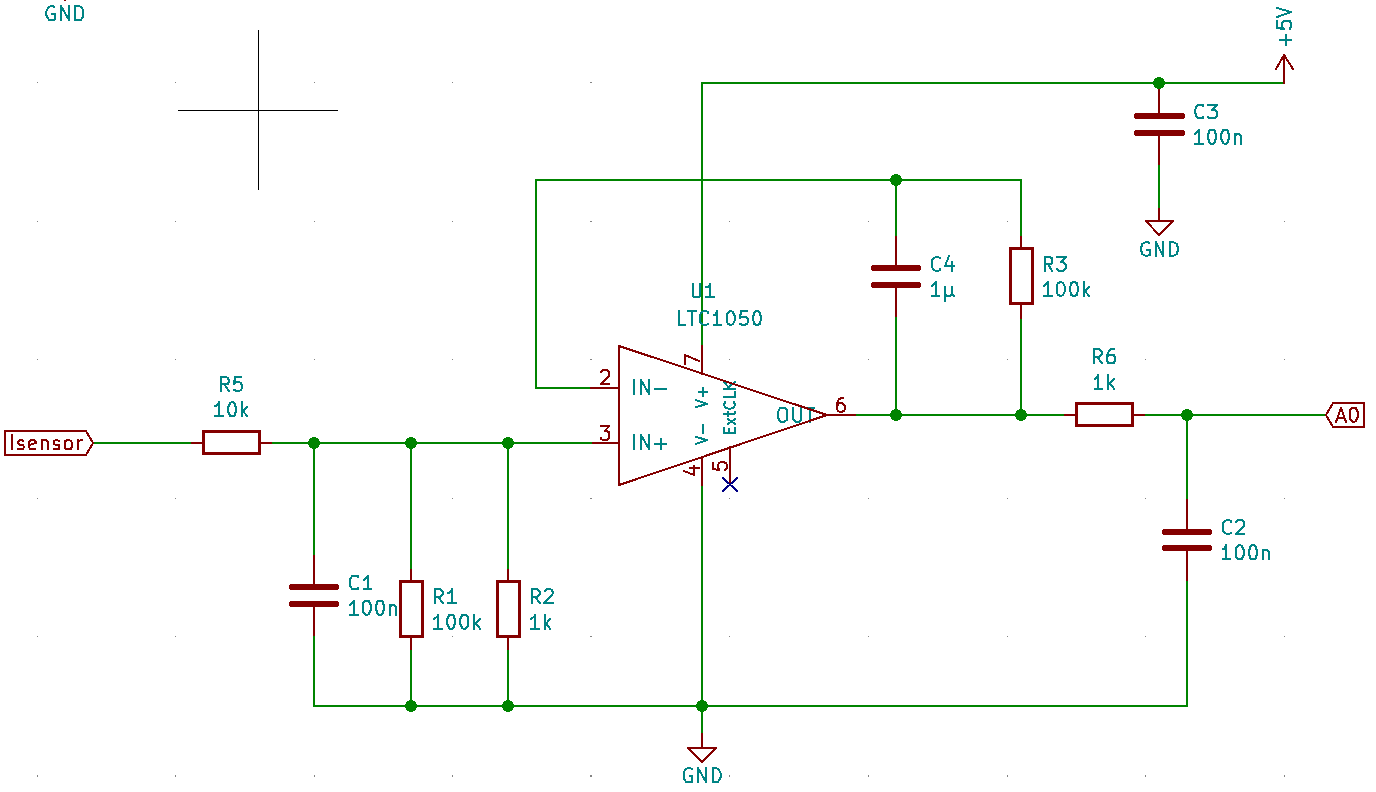 GND
+5V
C3
100n
GND
C4
1µ
R3
100k
U1
LTC1050
R6
1k
R5
10k
7
2
IN-
V+
ExtCLK
OUT
6
A0
Isensor
3
IN+
V-
4
5
C2
100n
C1
100n
R1
100k
R2
1k
GND